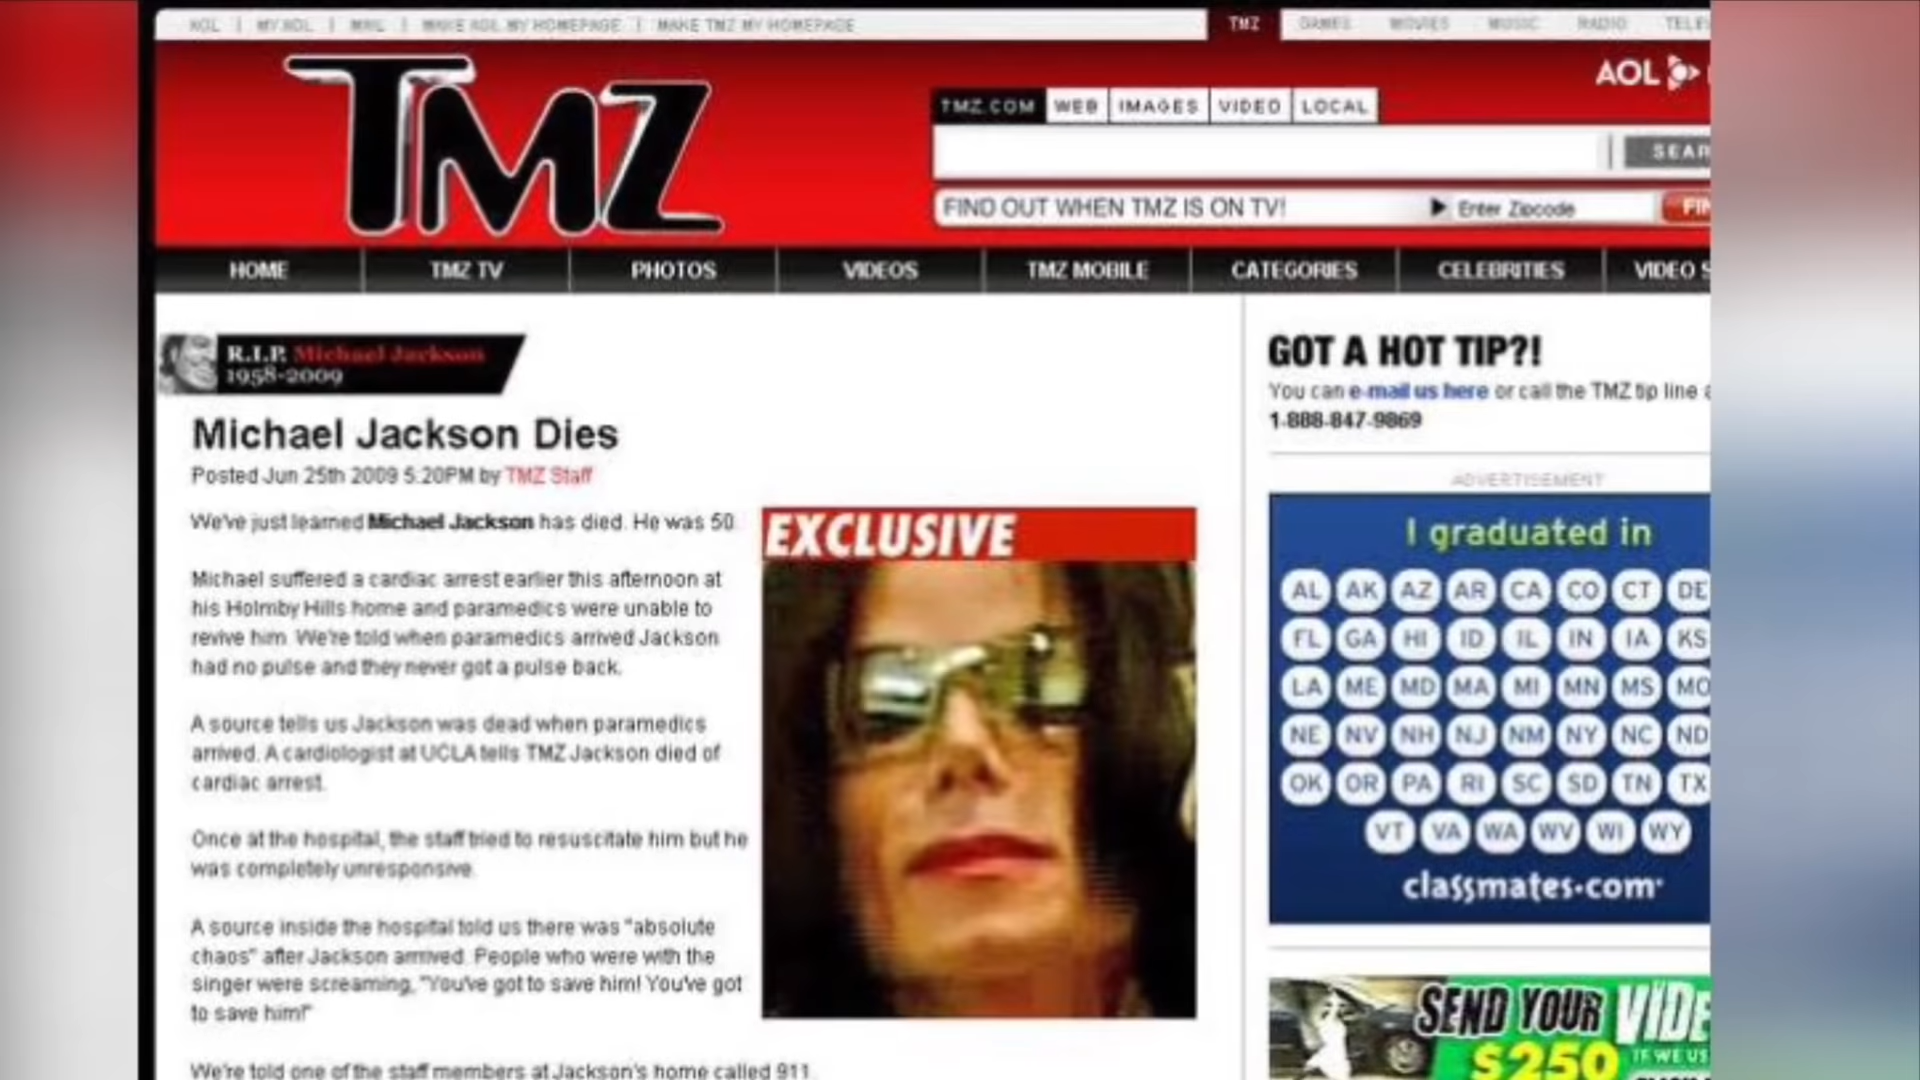 AOL | MY AOL | MAIL | MAKE AOL MY HOMEPAGE | MAKE TMZ MY HOMEPAGE
TMZ GAMES MOVIES MUSIC RADIO
TMZ
AOL
TMZ.COM WEB IMAGES VIDEO LOCAL
FIND OUT WHEN TMZ IS ON TV! Enter Zipcode
HOME TMZ TV PHOTOS VIDEOS TMZ MOBILE CATEGORIES CELEBRITIES VIDEO S
R.I.P. Michael Jackson
1958-2009
Michael Jackson Dies
Posted Jun 25th 2009 5:20PM by TMZ Staff
We've just learned Michael Jackson has died. He was 50.
Michael suffered a cardiac arrest earlier this afternoon at
his Holmby Hills home and paramedics were unable to
revive him. We're told when paramedics arrived Jackson
had no pulse and they never got a pulse back.
A source tells us Jackson was dead when paramedics
arrived. A cardiologist at UCLA tells TMZ Jackson died of
cardiac arrest.
Once at the hospital, the staff tried to resuscitate him but he
was completely unresponsive.
A source inside the hospital told us there was "absolute
chaos" after Jackson arrived. People who were with the
singer were screaming, "You've got to save him! You've got
to save him!"
We're told one of the staff members at Jackson's home called 911.
EXCLUSIVE
GOT A HOT TIP?!
You can e-mail us here or call the TMZ tip line
1-888-847-9869
ADVERTISEMENT
I graduated in
AL AK AZ AR CA CO CT DE
FL GA HI ID IL IN IA KS
LA ME MD MA MI MN MS MO
NE NV NH NJ NM NY NC ND
OK OR PA RI SC SD TN TX
VT VA WA WV WI WY
classmates.com
SEND YOUR VIDE
$250 IF WE US